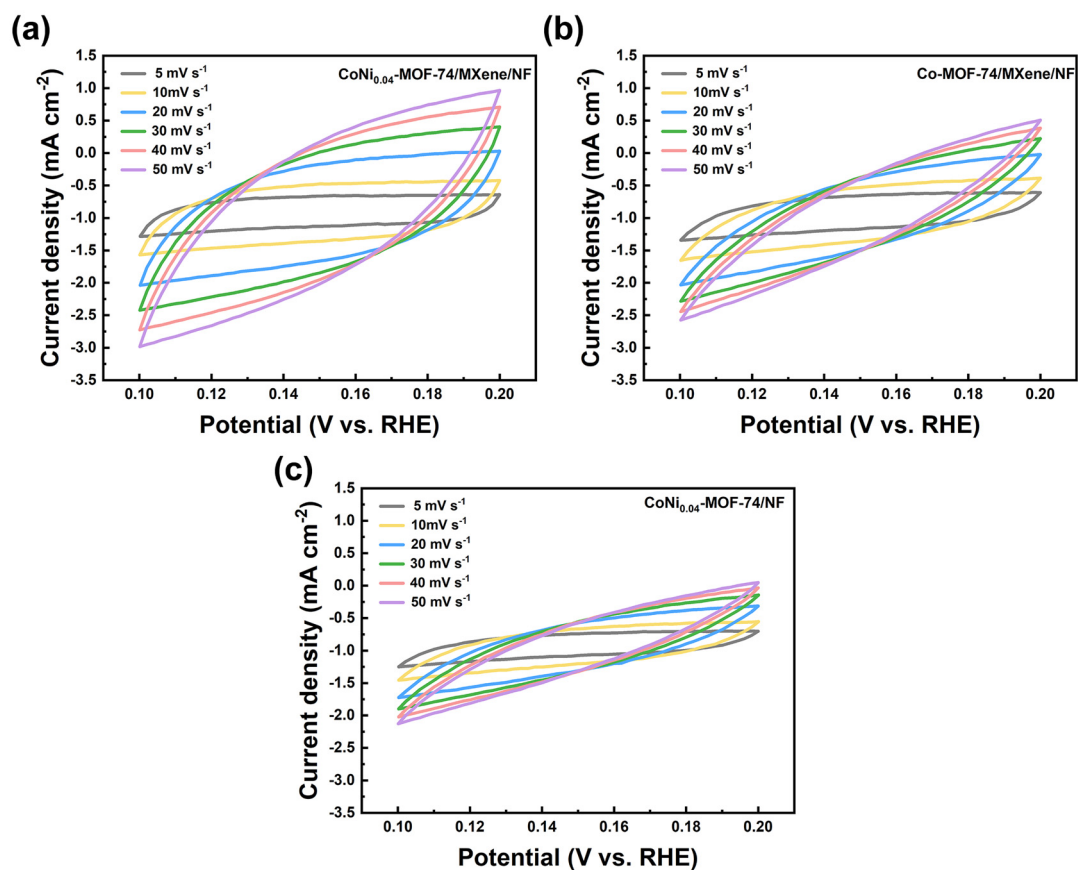 (a)
CoNi₀.₀₄-MOF-74/MXene/NF
5 mV s⁻¹
10mV s⁻¹
20 mV s⁻¹
30 mV s⁻¹
40 mV s⁻¹
50 mV s⁻¹
Current density (mA cm⁻²)
1.5
1.0
0.5
0.0
-0.5
-1.0
-1.5
-2.0
-2.5
-3.0
-3.5
0.10 0.12 0.14 0.16 0.18 0.20
Potential (V vs. RHE)
(b)
Co-MOF-74/MXene/NF
5 mV s⁻¹
10mV s⁻¹
20 mV s⁻¹
30 mV s⁻¹
40 mV s⁻¹
50 mV s⁻¹
Current density (mA cm⁻²)
1.5
1.0
0.5
0.0
-0.5
-1.0
-1.5
-2.0
-2.5
-3.0
-3.5
0.10 0.12 0.14 0.16 0.18 0.20
Potential (V vs. RHE)
(c)
CoNi₀.₀₄-MOF-74/NF
5 mV s⁻¹
10mV s⁻¹
20 mV s⁻¹
30 mV s⁻¹
40 mV s⁻¹
50 mV s⁻¹
Current density (mA cm⁻²)
1.5
1.0
0.5
0.0
-0.5
-1.0
-1.5
-2.0
-2.5
-3.0
-3.5
0.10 0.12 0.14 0.16 0.18 0.20
Potential (V vs. RHE)